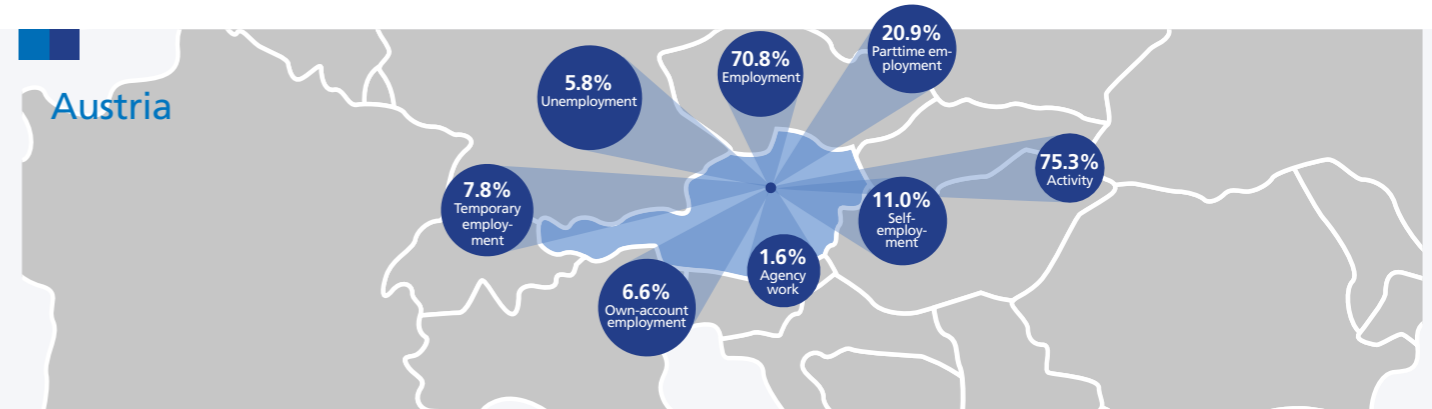 Austria
5.8%
Unemployment
70.8%
Employment
20.9%
Parttime em-
ployment
75.3%
Activity
7.8%
Temporary
employ-
ment
11.0%
Self-
employ-
ment
1.6%
Agency
work
6.6%
Own-account
employment